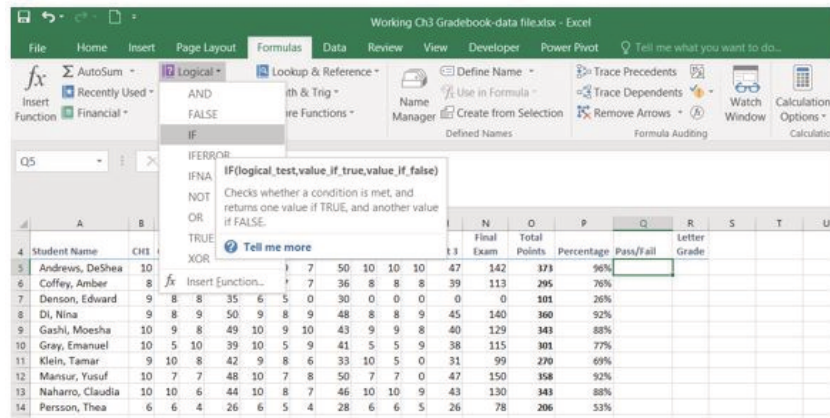 Working Ch3 Gradebook-data file.xlsx - Excel
File Home Insert Page Layout Formulas Data Review View Developer Power Pivot Tell me what you want to do...
fx Σ AutoSum Logical Lookup & Reference Define Name Trace Precedents
Recently Used th & Trig Use in Formula Trace Dependents
Insert Function Financial re Functions Name Manager Create from Selection Remove Arrows Watch Window Calculation Options
Defined Names Formula Auditing Calculatio
AND
FALSE
IF
IFERROR
IFNA
NOT
OR
TRUE
XOR
fx Insert Function...
IF(logical_test,value_if_true,value_if_false)
Checks whether a condition is met, and
returns one value if TRUE, and another value
if FALSE.
Tell me more
Q5
A B N O P Q R S T U
4 Student Name CH1 t 3 Final Exam Total Points Percentage Pass/Fail Letter Grade
5 Andrews, DeShea 10 7 50 10 10 10 47 142 373 96%
6 Coffey, Amber 8 7 36 8 8 8 39 113 295 76%
7 Denson, Edward 9 8 8 35 6 5 0 30 0 0 0 0 0 101 26%
8 Di, Nina 9 8 9 50 9 8 9 48 8 8 9 45 140 360 92%
9 Gashi, Moesha 10 9 8 49 10 9 10 43 9 9 8 40 129 343 88%
10 Gray, Emanuel 10 5 10 39 10 5 9 41 5 5 9 38 115 301 77%
11 Klein, Tamar 9 10 8 42 9 8 6 33 10 5 0 31 99 270 69%
12 Mansur, Yusuf 10 7 7 48 10 7 8 50 7 7 0 47 150 358 92%
13 Naharro, Claudia 10 10 6 44 10 8 7 46 10 10 9 43 130 343 88%
14 Persson, Thea 6 6 4 26 6 5 4 28 6 6 5 26 78 206 53%